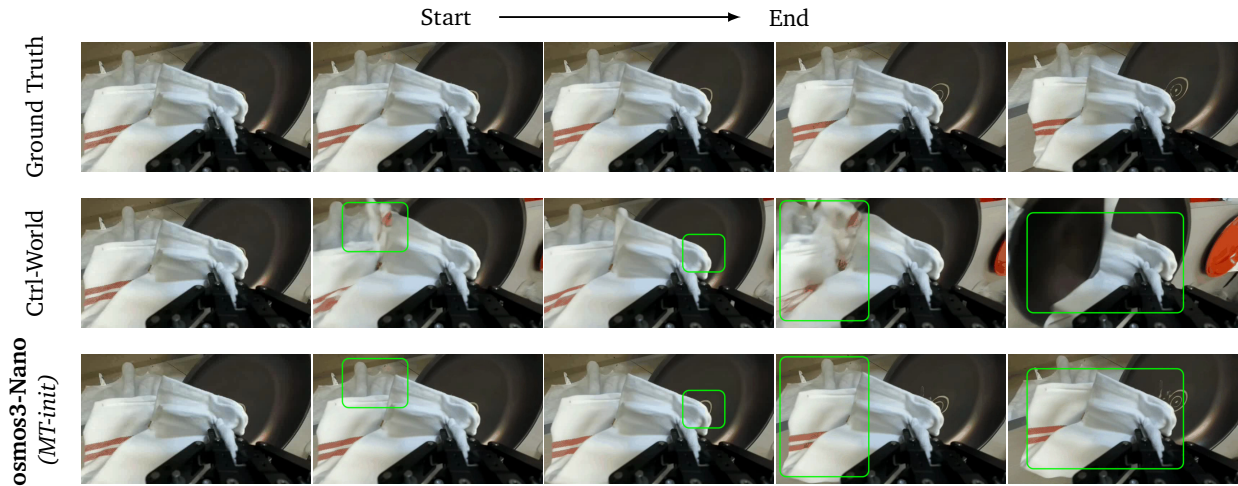 Start
End
Ground Truth
Ctrl-World
osmos3-Nano
(MT-init)